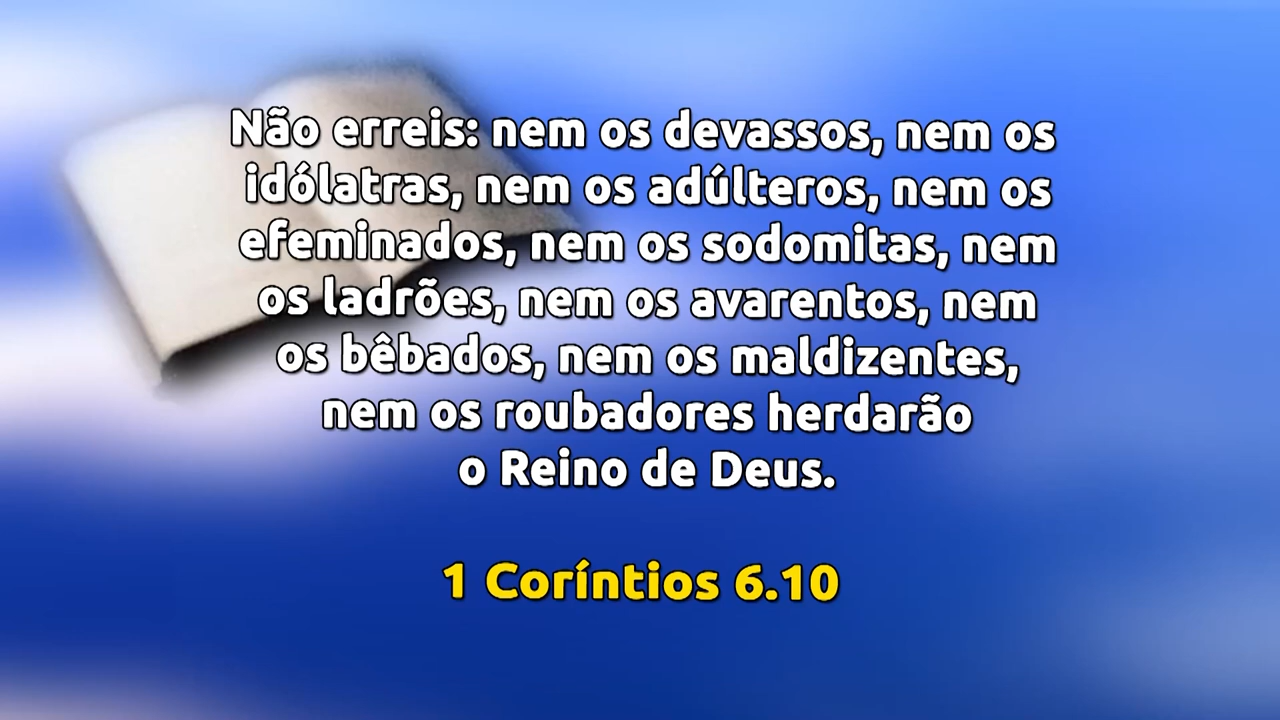 Não erreis: nem os devassos, nem os
idólatras, nem os adúlteros, nem os
efeminados, nem os sodomitas, nem
os ladrões, nem os avarentos, nem
os bêbados, nem os maldizentes,
nem os roubadores herdarão
o Reino de Deus.
1 Coríntios 6.10